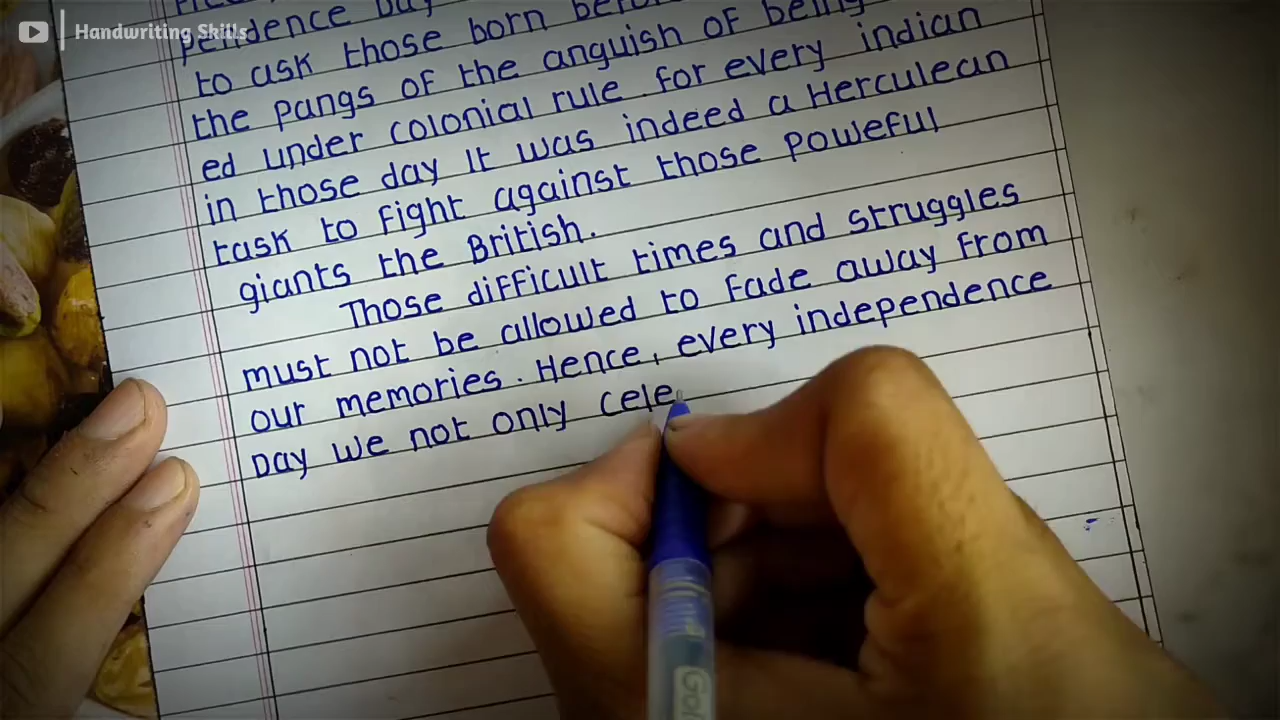 Handwriting Skills
pendence Day
to ask those born
the pangs of the anguish of being
ed under colonial rule. For every indian
in those day It was indeed a Herculean
task to Fight against those Poweful
giants the British.
Those difficult times and struggles
must not be allowed to Fade away From
our memories. Hence, every independence
Day we not only cele
Gol